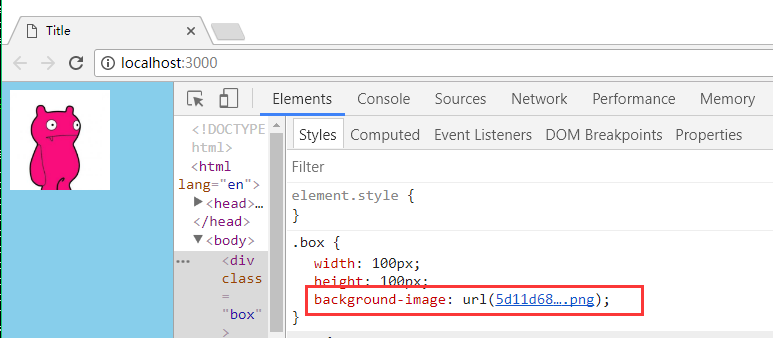 Title
localhost:3000
Elements Console Sources Network Performance Memory
<!DOCTYPE
html>
<html
lang="en">
<head>…
</head>
<body>
… <div
class
=
"box"
>
Styles Computed Event Listeners DOM Breakpoints Properties
Filter
element.style {
}
.box {
width: 100px;
height: 100px;
background-image: url(5d11d68….png);
}